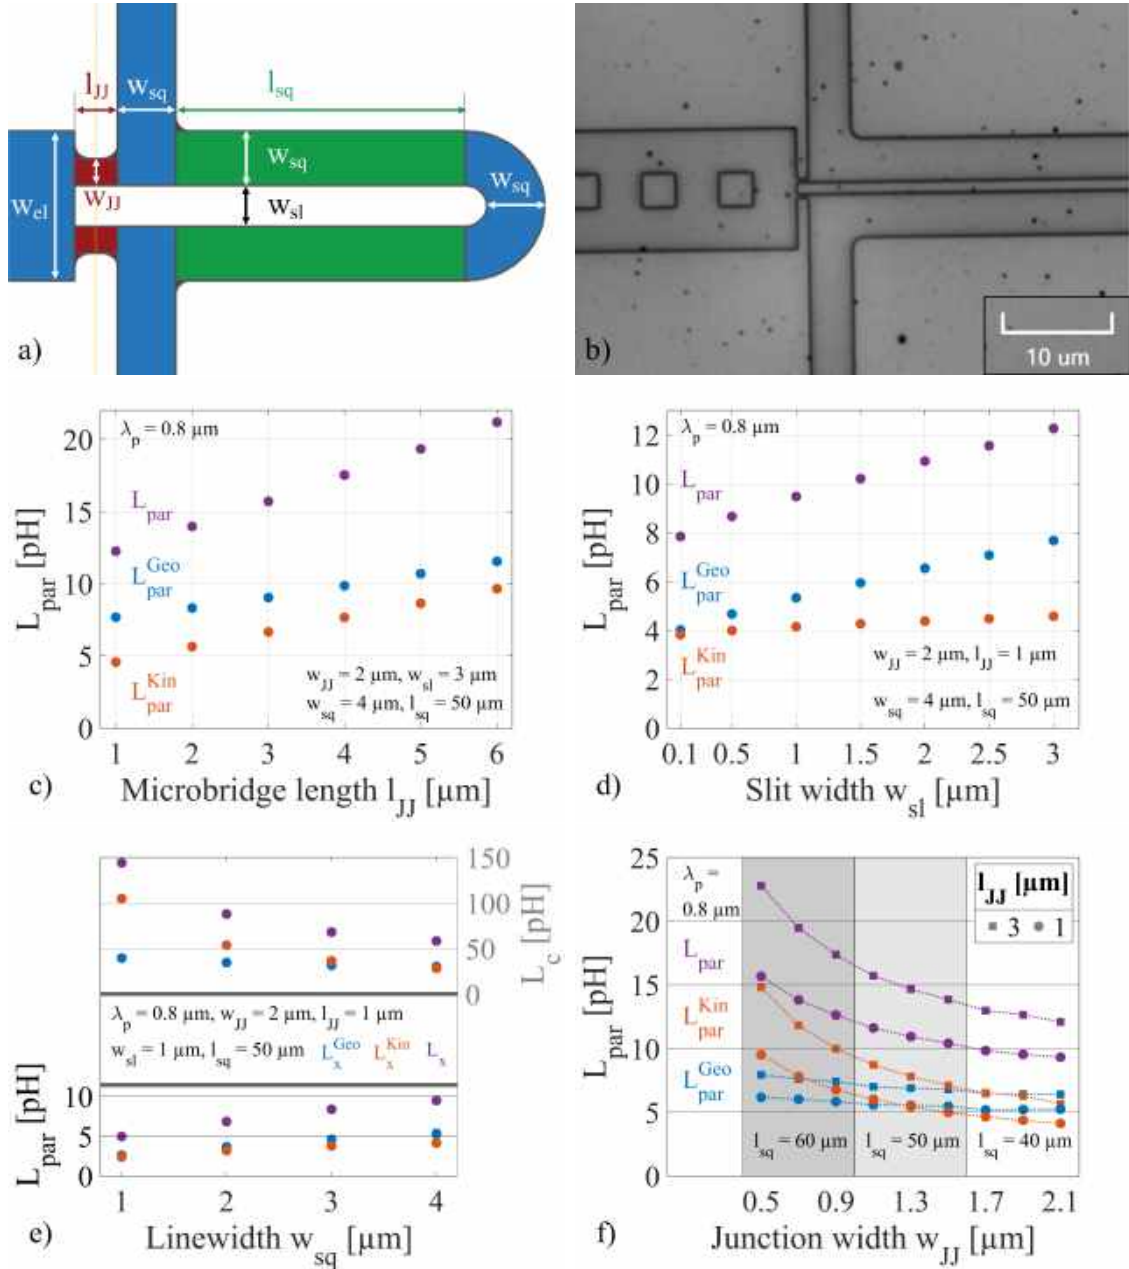 l_JJ w_sq l_sq
w_sq
w_sq
w_el w_JJ w_sl
a)
b)
10 um
λ_p = 0.8 µm
L_par
L_par^Geo
L_par^Kin
w_JJ = 2 µm, w_sl = 3 µm
w_sq = 4 µm, l_sq = 50 µm
L_par [pH]
20
15
10
5
0
1 2 3 4 5 6
c) Microbridge length l_JJ [µm]
λ_p = 0.8 µm
L_par
L_par^Geo
L_par^Kin
w_JJ = 2 µm, l_JJ = 1 µm
w_sq = 4 µm, l_sq = 50 µm
L_par [pH]
12
10
8
6
4
2
0
0.1 0.5 1 1.5 2 2.5 3
d) Slit width w_sl [µm]
150
100
50
0
L_c [pH]
λ_p = 0.8 µm, w_JJ = 2 µm, l_JJ = 1 µm
w_sl = 1 µm, l_sq = 50 µm L_x^Geo L_x^Kin L_x
L_par [pH]
10
5
0
1 2 3 4
e) Linewidth w_sq [µm]
λ_p =
0.8 µm
l_JJ [µm]
3 1
L_par
L_par^Kin
L_par^Geo
l_sq = 60 µm l_sq = 50 µm l_sq = 40 µm
L_par [pH]
25
20
15
10
5
0
0.5 0.9 1.3 1.7 2.1
f) Junction width w_JJ [µm]